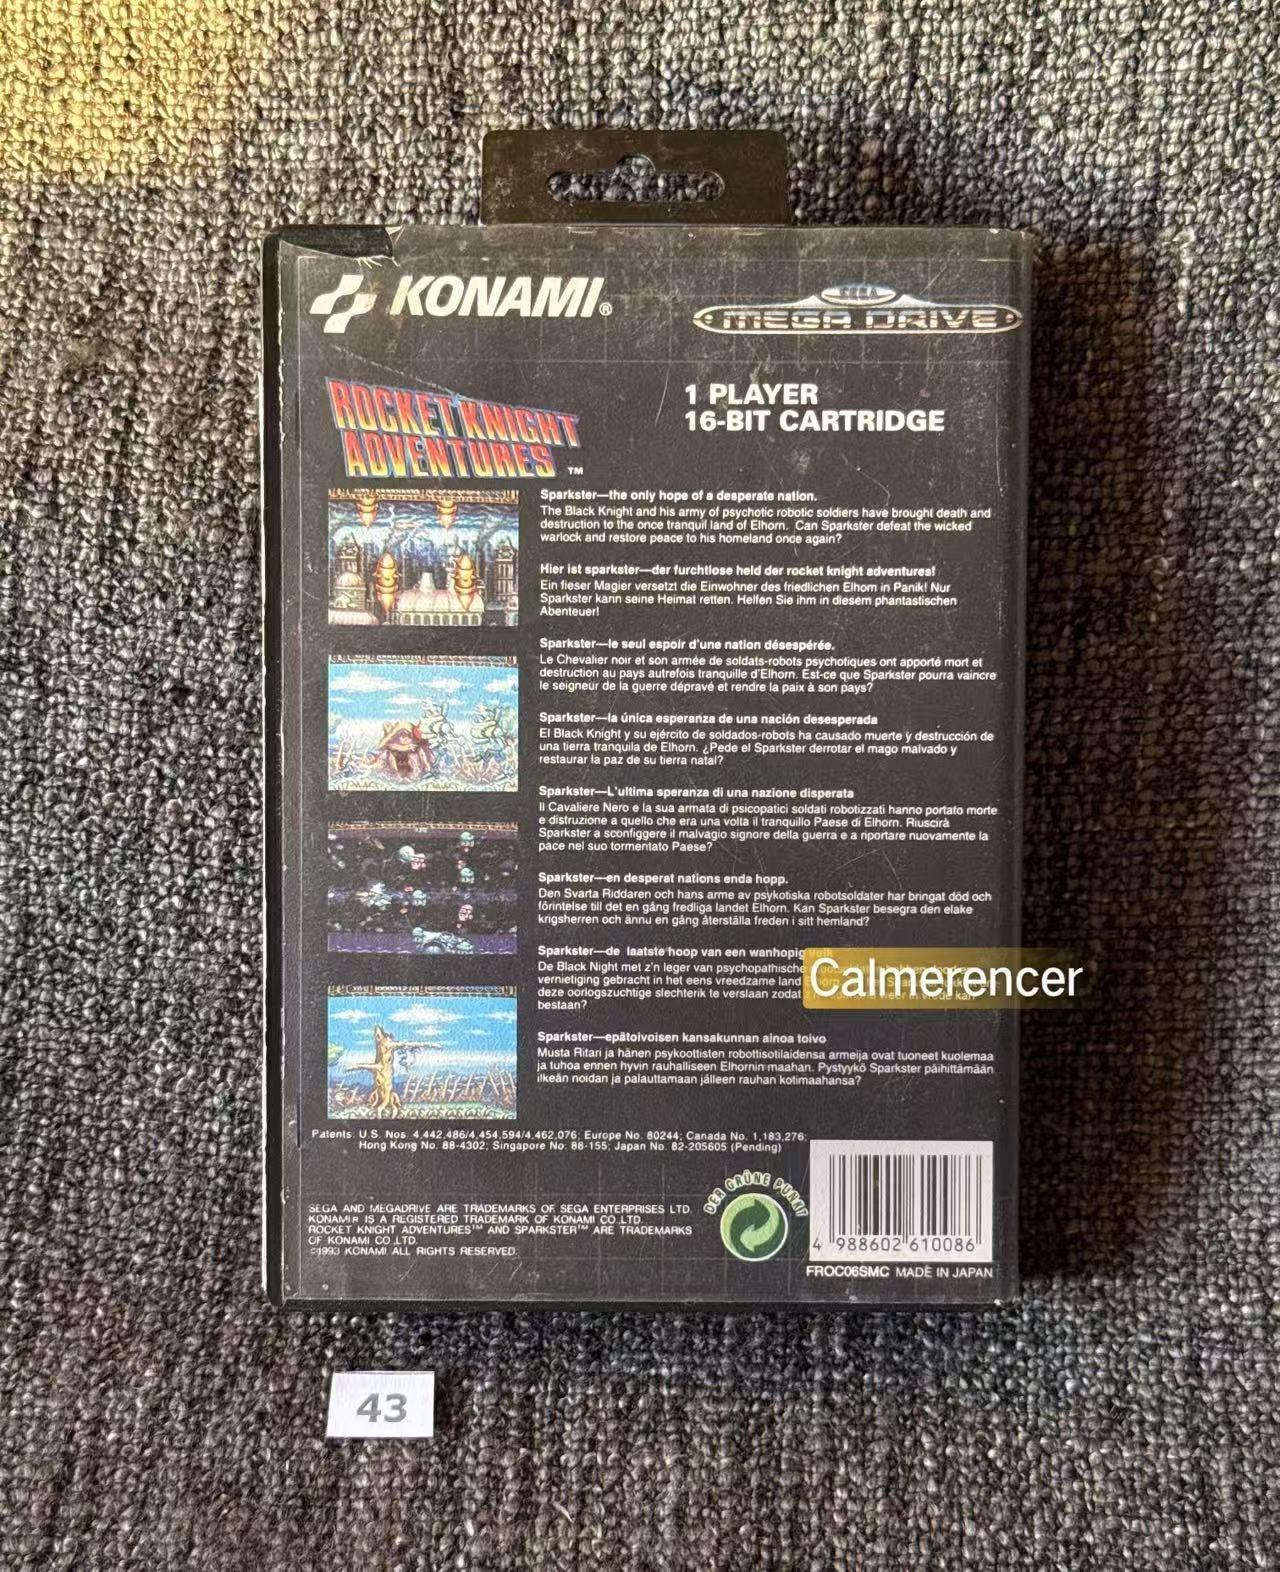 KONAMI®
SEGA
MEGA DRIVE
ROCKET KNIGHT
ADVENTURES ™
1 PLAYER
16-BIT CARTRIDGE
Sparkster—the only hope of a desperate nation.
The Black Knight and his army of psychotic robotic soldiers have brought death and
destruction to the once tranquil land of Elhorn. Can Sparkster defeat the wicked
warlock and restore peace to his homeland once again?
Hier ist sparkster—der furchtlose held der rocket knight adventures!
Ein fieser Magier versetzt die Einwohner des friedlichen Elhorn in Panik! Nur
Sparkster kann seine Heimat retten. Helfen Sie ihm in diesem phantastischen
Abenteuer!
Sparkster—le seul espoir d'une nation désespérée.
Le Chevalier noir et son armée de soldats-robots psychotiques ont apporté mort et
destruction au pays autrefois tranquille d'Elhorn. Est-ce que Sparkster pourra vaincre
le seigneur de la guerre dépravé et rendre la paix à son pays?
Sparkster—la única esperanza de una nación desesperada
El Black Knight y su ejército de soldados-robots ha causado muerte y destrucción de
una tierra tranquila de Elhorn. ¿Pede el Sparkster derrotar el mago malvado y
restaurar la paz de su tierra natal?
Sparkster—L'ultima speranza di una nazione disperata
Il Cavaliere Nero e la sua armata di psicopatici soldati robotizzati hanno portato morte
e distruzione a quello che era una volta il tranquillo Paese di Elhorn. Riuscirà
Sparkster a sconfiggere il malvagio signore della guerra e a riportare nuovamente la
pace nel suo tormentato Paese?
Sparkster—en desperat nations enda hopp.
Den Svarta Riddaren och hans arme av psykotiska robotsoldater har bringat död och
förintelse till det en gång fredliga landet Elhorn. Kan Sparkster besegra den elake
krigsherren och ännu en gång återställa freden i sitt hemland?
Sparkster—de laatste hoop van een wanhopig volk
De Black Night met z'n leger van psychopathische
vernietiging gebracht in het eens vreedzame land
deze oorlogszuchtige slechterik te verslaan zodat weer in vrede kan
bestaan?
Calmerencer
Sparkster—epätoivoisen kansakunnan ainoa toivo
Musta Ritari ja hänen psykoottisten robottisotilaidensa armeija ovat tuoneet kuolemaa
ja tuhoa ennen hyvin rauhalliseen Elhornin maahan. Pystyykö Sparkster päihittämään
ilkeän noidan ja palauttamaan jälleen rauhan kotimaahansa?
Patents: U.S. Nos. 4,442,486/4,454,594/4,462,076; Europe No. 80244; Canada No. 1,183,276;
Hong Kong No. 88-4302; Singapore No. 88-155; Japan No. 82-205605 (Pending)
SEGA AND MEGADRIVE ARE TRADEMARKS OF SEGA ENTERPRISES LTD.
KONAMI® IS A REGISTERED TRADEMARK OF KONAMI CO.,LTD.
ROCKET KNIGHT ADVENTURES™ AND SPARKSTER™ ARE TRADEMARKS
OF KONAMI CO.,LTD.
©1993 KONAMI ALL RIGHTS RESERVED.
DER GRÜNE PUNKT
4 988602 610086
FROC06SMC MADE IN JAPAN
43